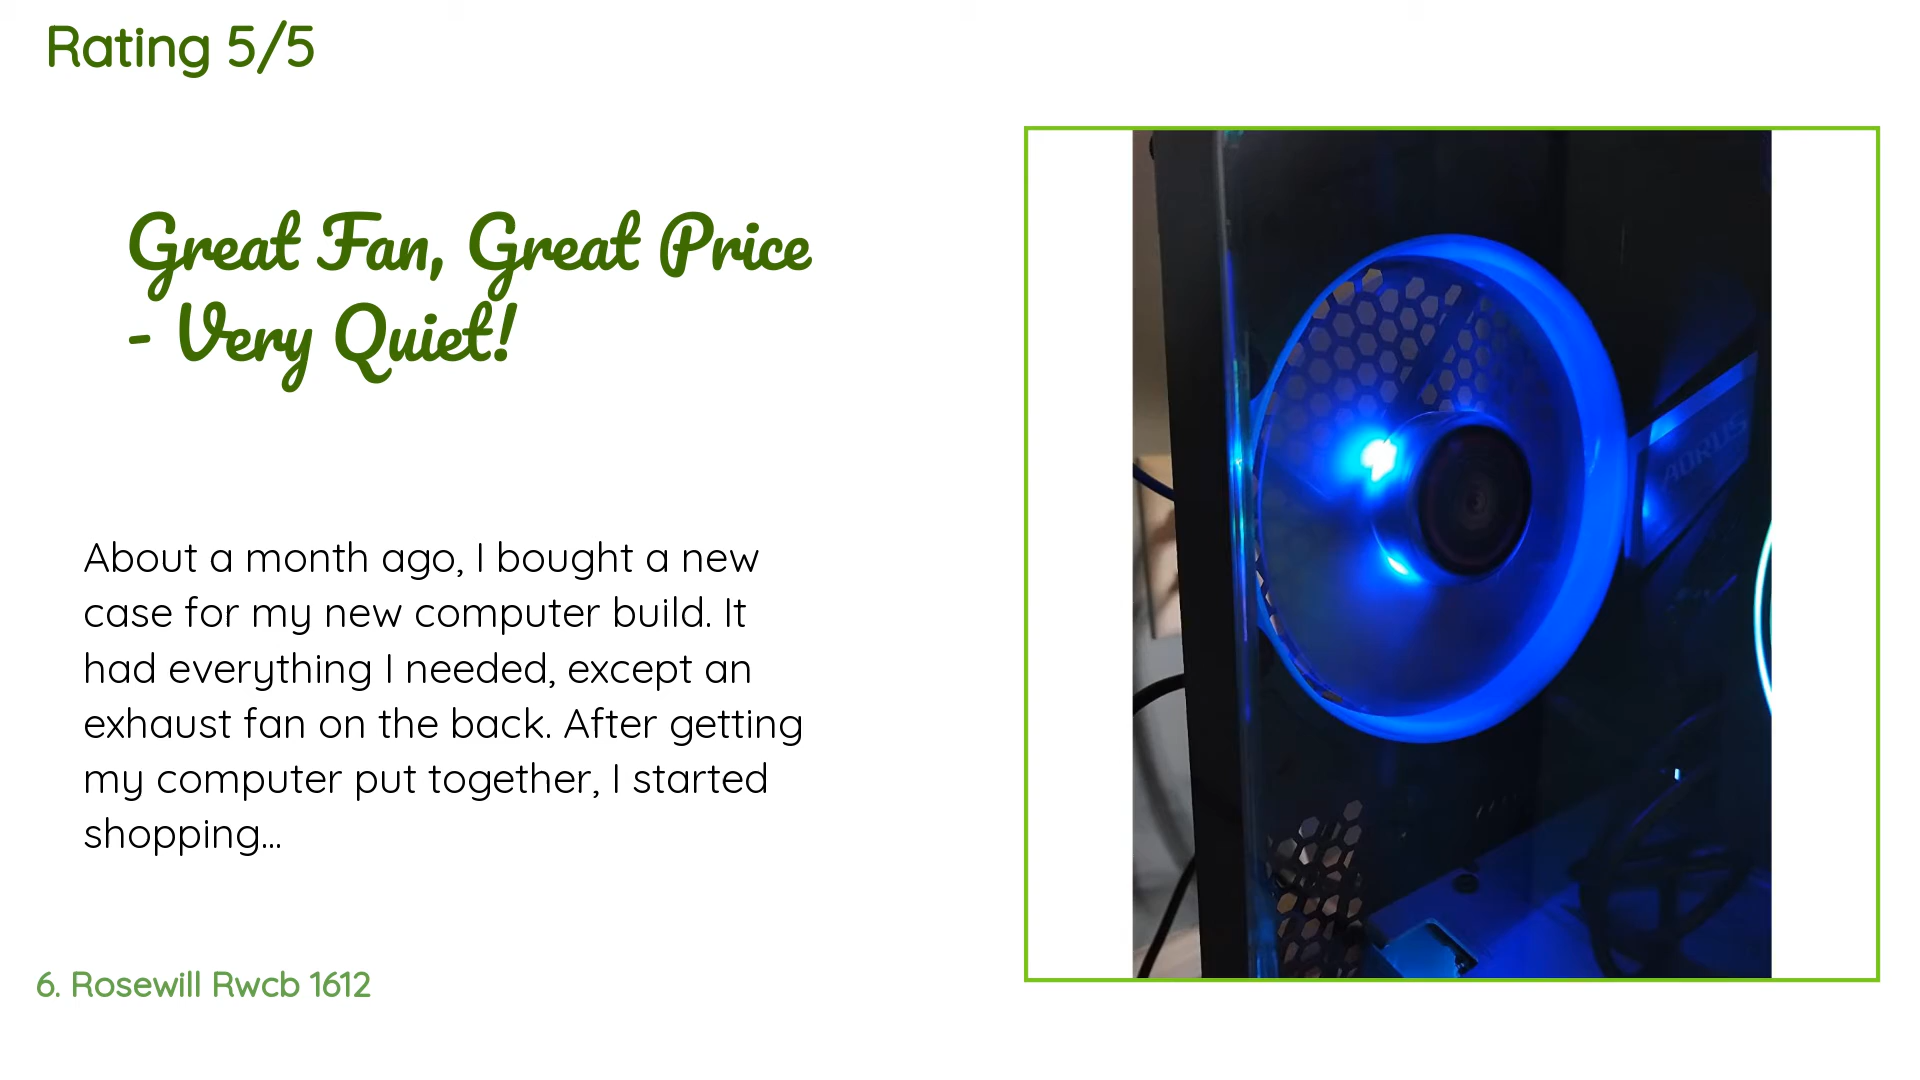 Rating 5/5
Great Fan, Great Price
- Very Quiet!
About a month ago, I bought a new
case for my new computer build. It
had everything I needed, except an
exhaust fan on the back. After getting
my computer put together, I started
shopping...
6. Rosewill Rwcb 1612
AORUS